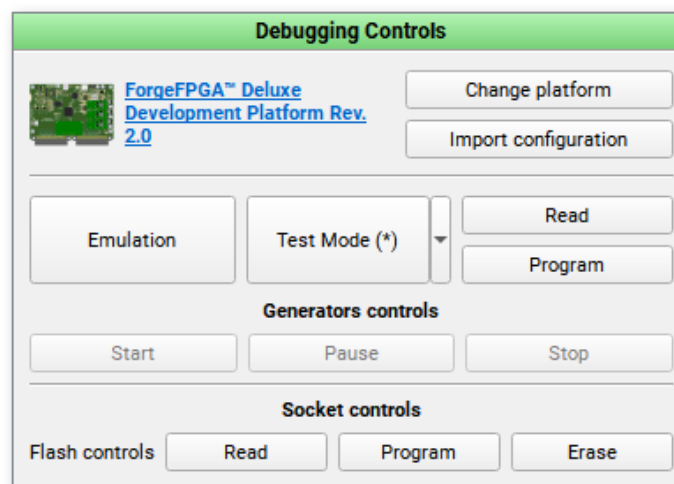 Debugging Controls
ForgeFPGA™ Deluxe
Development Platform Rev.
2.0
Change platform
Import configuration
Emulation
Test Mode (*)
Read
Program
Generators controls
Start Pause Stop
Socket controls
Flash controls Read Program Erase